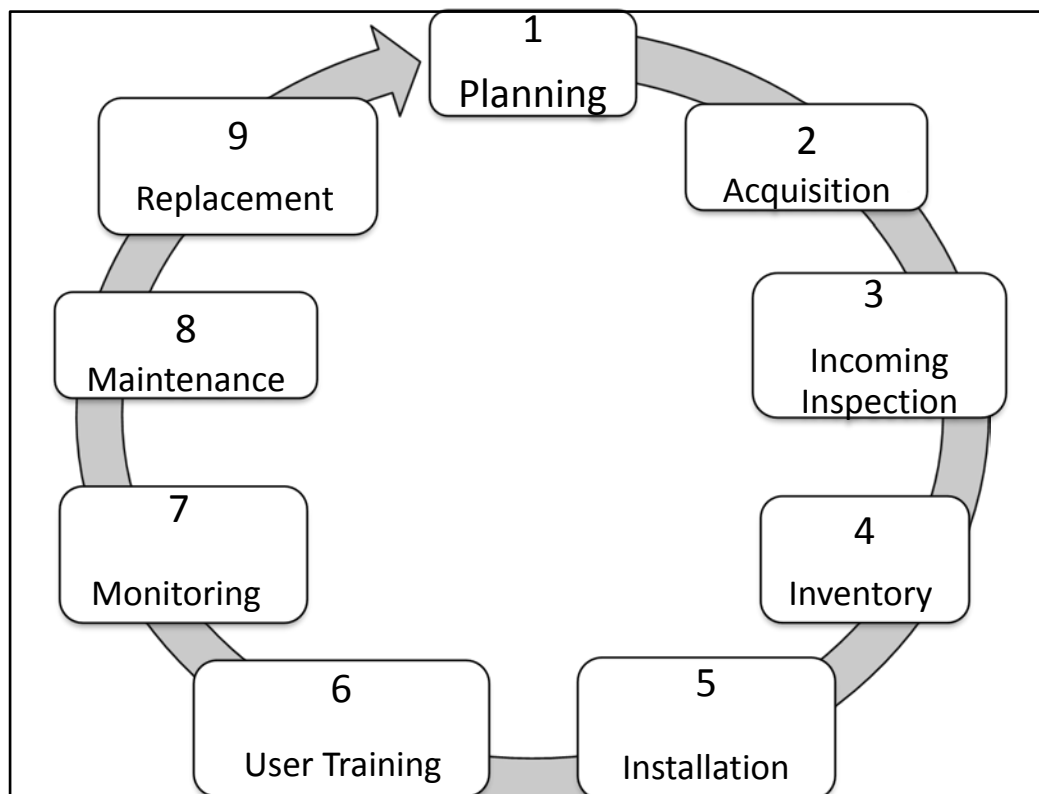 1
Planning
2
Acquisition
3
Incoming
Inspection
4
Inventory
5
Installation
6
User Training
7
Monitoring
8
Maintenance
9
Replacement